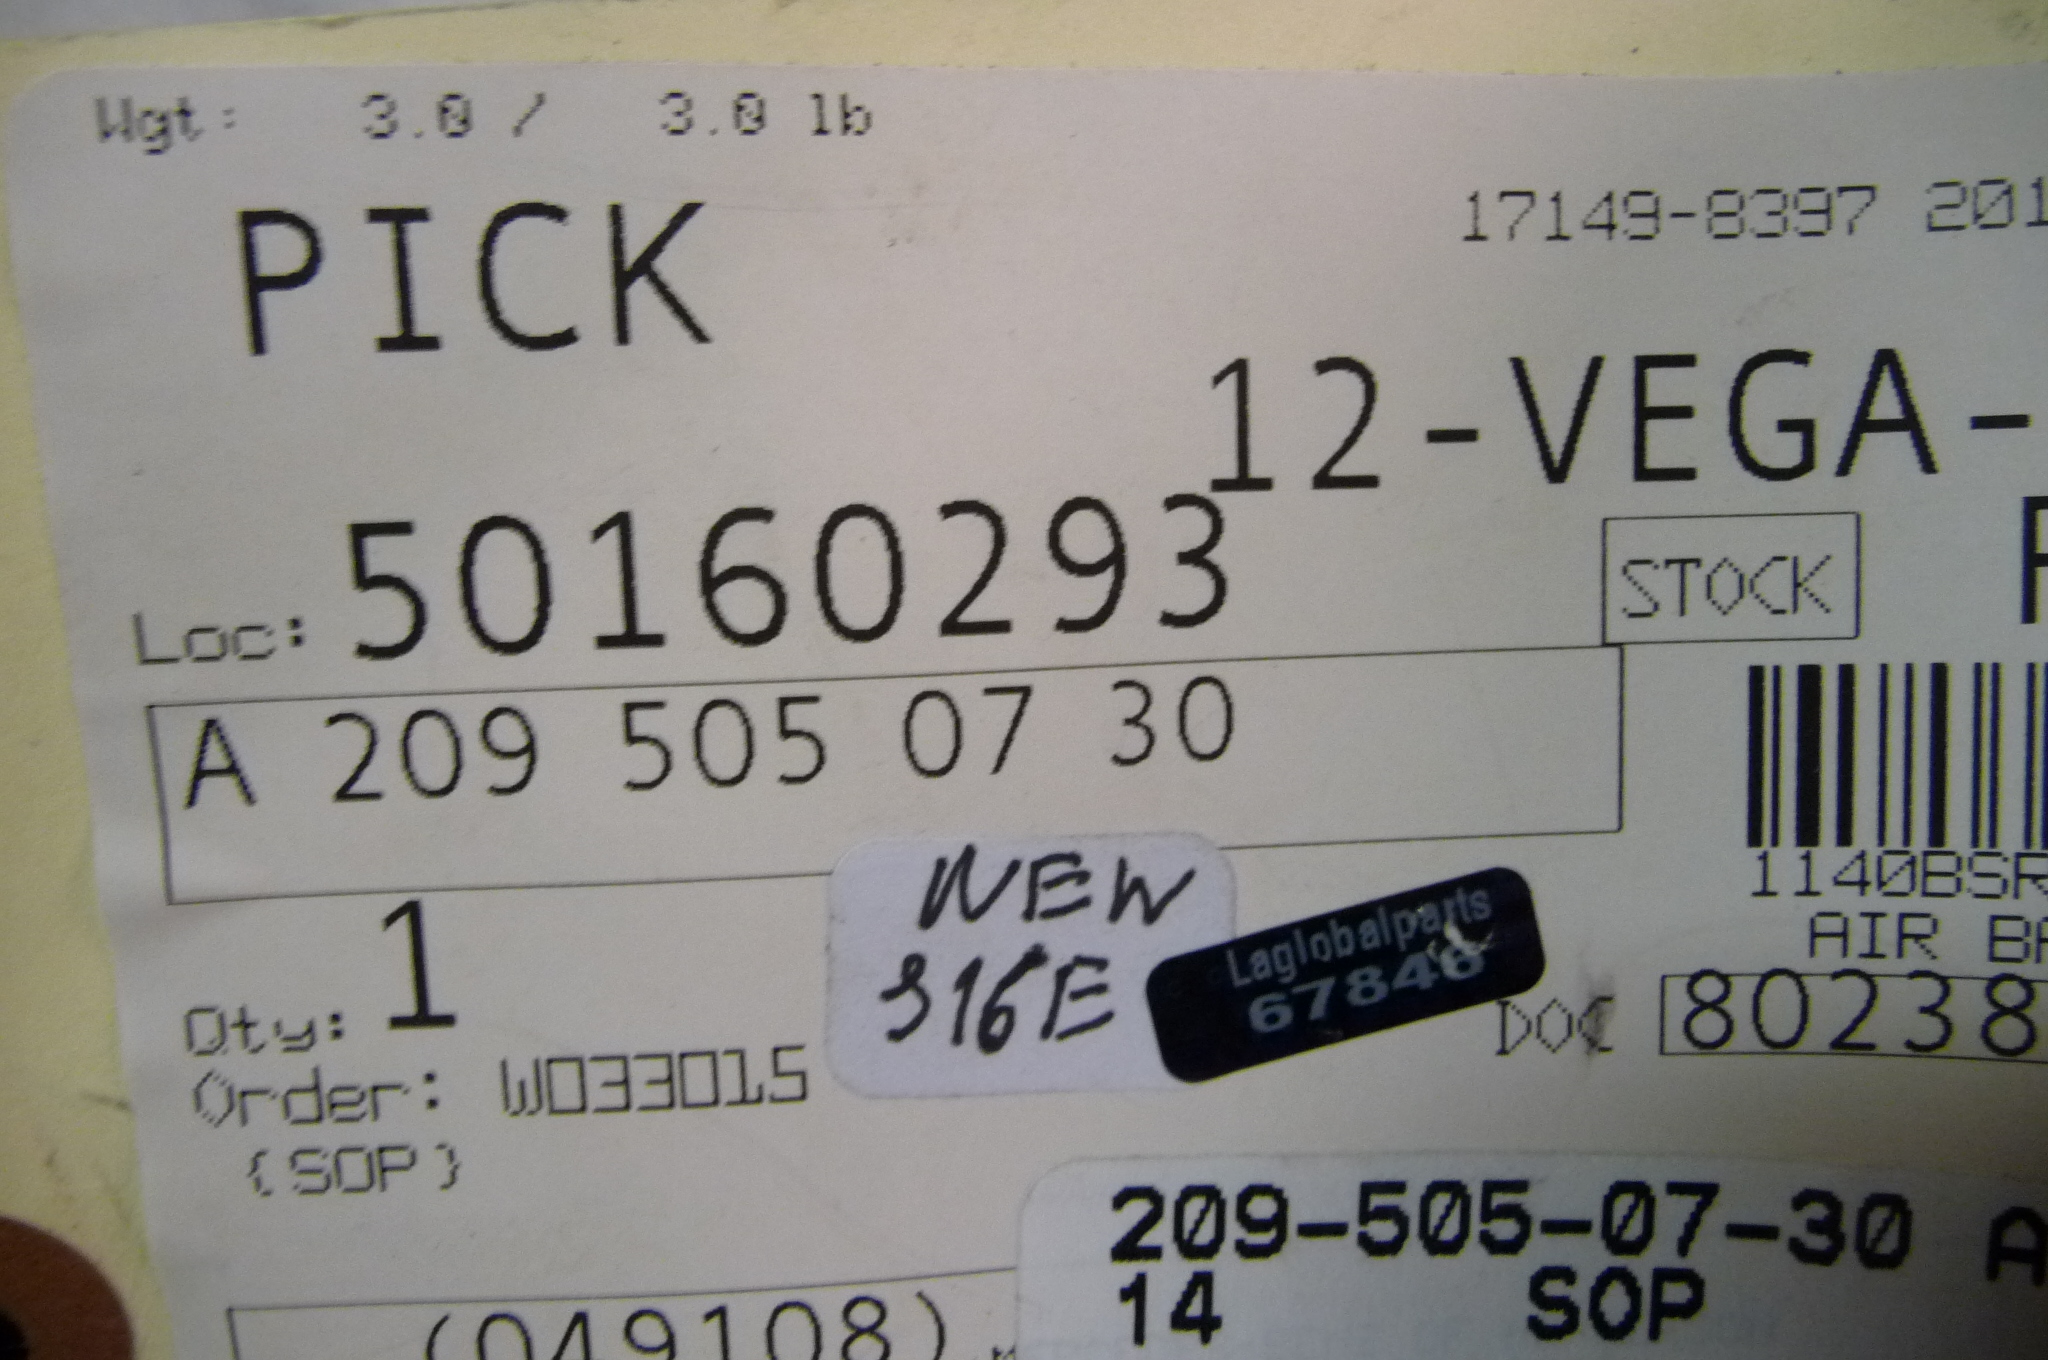 Wgt: 3.0 / 3.0 lb
PICK
17149-8397 201
12-VEGA-
Loc: 50160293
STOCK
A 209 505 07 30
1140BSR
AIR BA
NEW
316E
Laglobalparts
67846
DOC 80238
Qty: 1
Order: W033015
(SOP)
209-505-07-30 A
14 SOP
(049108)